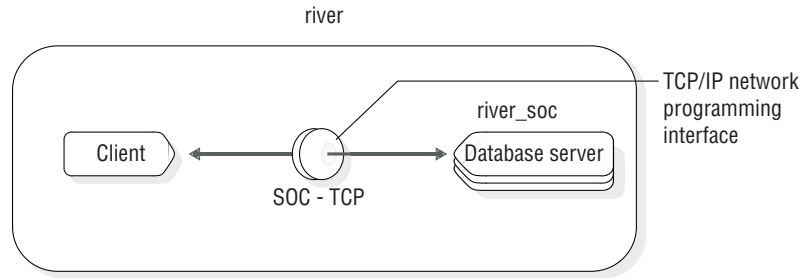 river
TCP/IP network
programming
interface
river_soc
Client
Database server
SOC - TCP